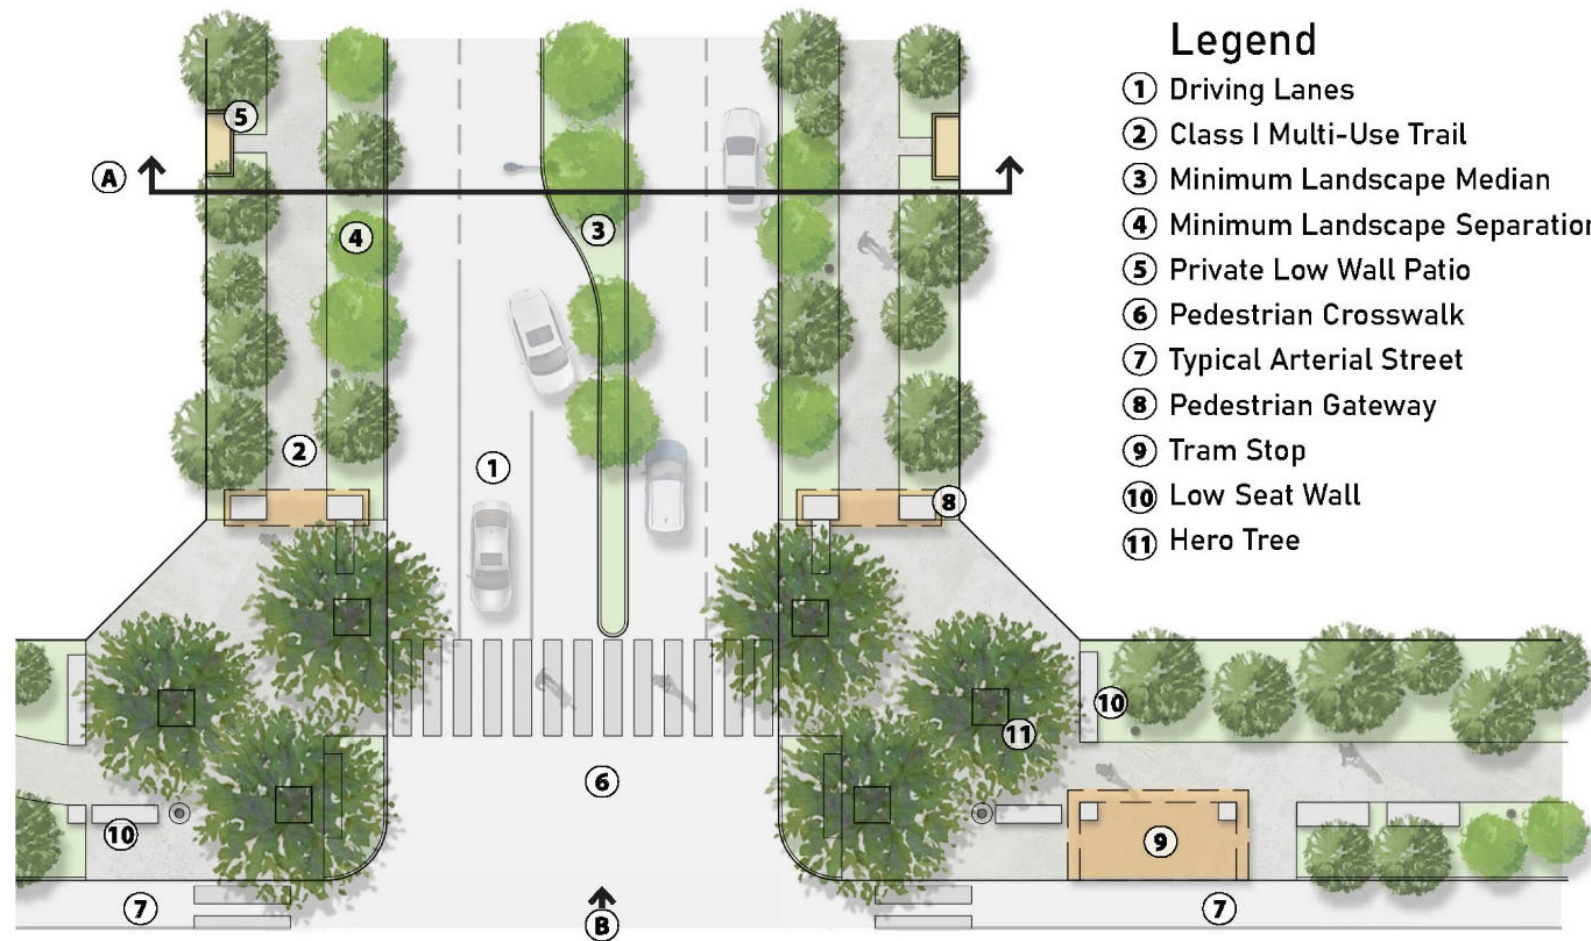 Legend
1 Driving Lanes
2 Class I Multi-Use Trail
3 Minimum Landscape Median
4 Minimum Landscape Separation
5 Private Low Wall Patio
6 Pedestrian Crosswalk
7 Typical Arterial Street
8 Pedestrian Gateway
9 Tram Stop
10 Low Seat Wall
11 Hero Tree
5
A
4
3
2
1
8
10
11
6
10
9
7
7
B